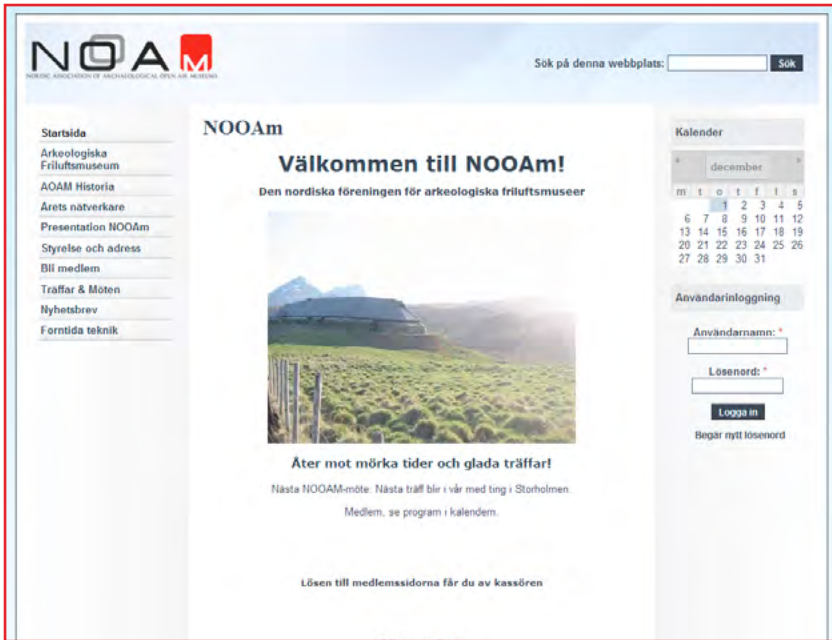 NOOAM
NORDIC ASSOCIATION OF ARCHAEOLOGICAL OPEN AIR MUSEUMS
Sök på denna webbplats:
Sök
Startsida
Arkeologiska
Friluftsmuseum
AOAM Historia
Årets nätverkare
Presentation NOOAm
Styrelse och adress
Bli medlem
Träffar & Möten
Nyhetsbrev
Forntida teknik
NOOAm
Välkommen till NOOAm!
Den nordiska föreningen för arkeologiska friluftsmuseer
Åter mot mörka tider och glada träffar!
Nästa NOOAM-möte: Nästa träff blir i vår med ting i Storholmen.
Medlem, se program i kalendern.
Lösen till medlemssidorna får du av kassören
Kalender
« december »
m t o t f l s
1 2 3 4 5
6 7 8 9 10 11 12
13 14 15 16 17 18 19
20 21 22 23 24 25 26
27 28 29 30 31
Användarinloggning
Användarnamn: *
Lösenord: *
Logga in
Begär nytt lösenord